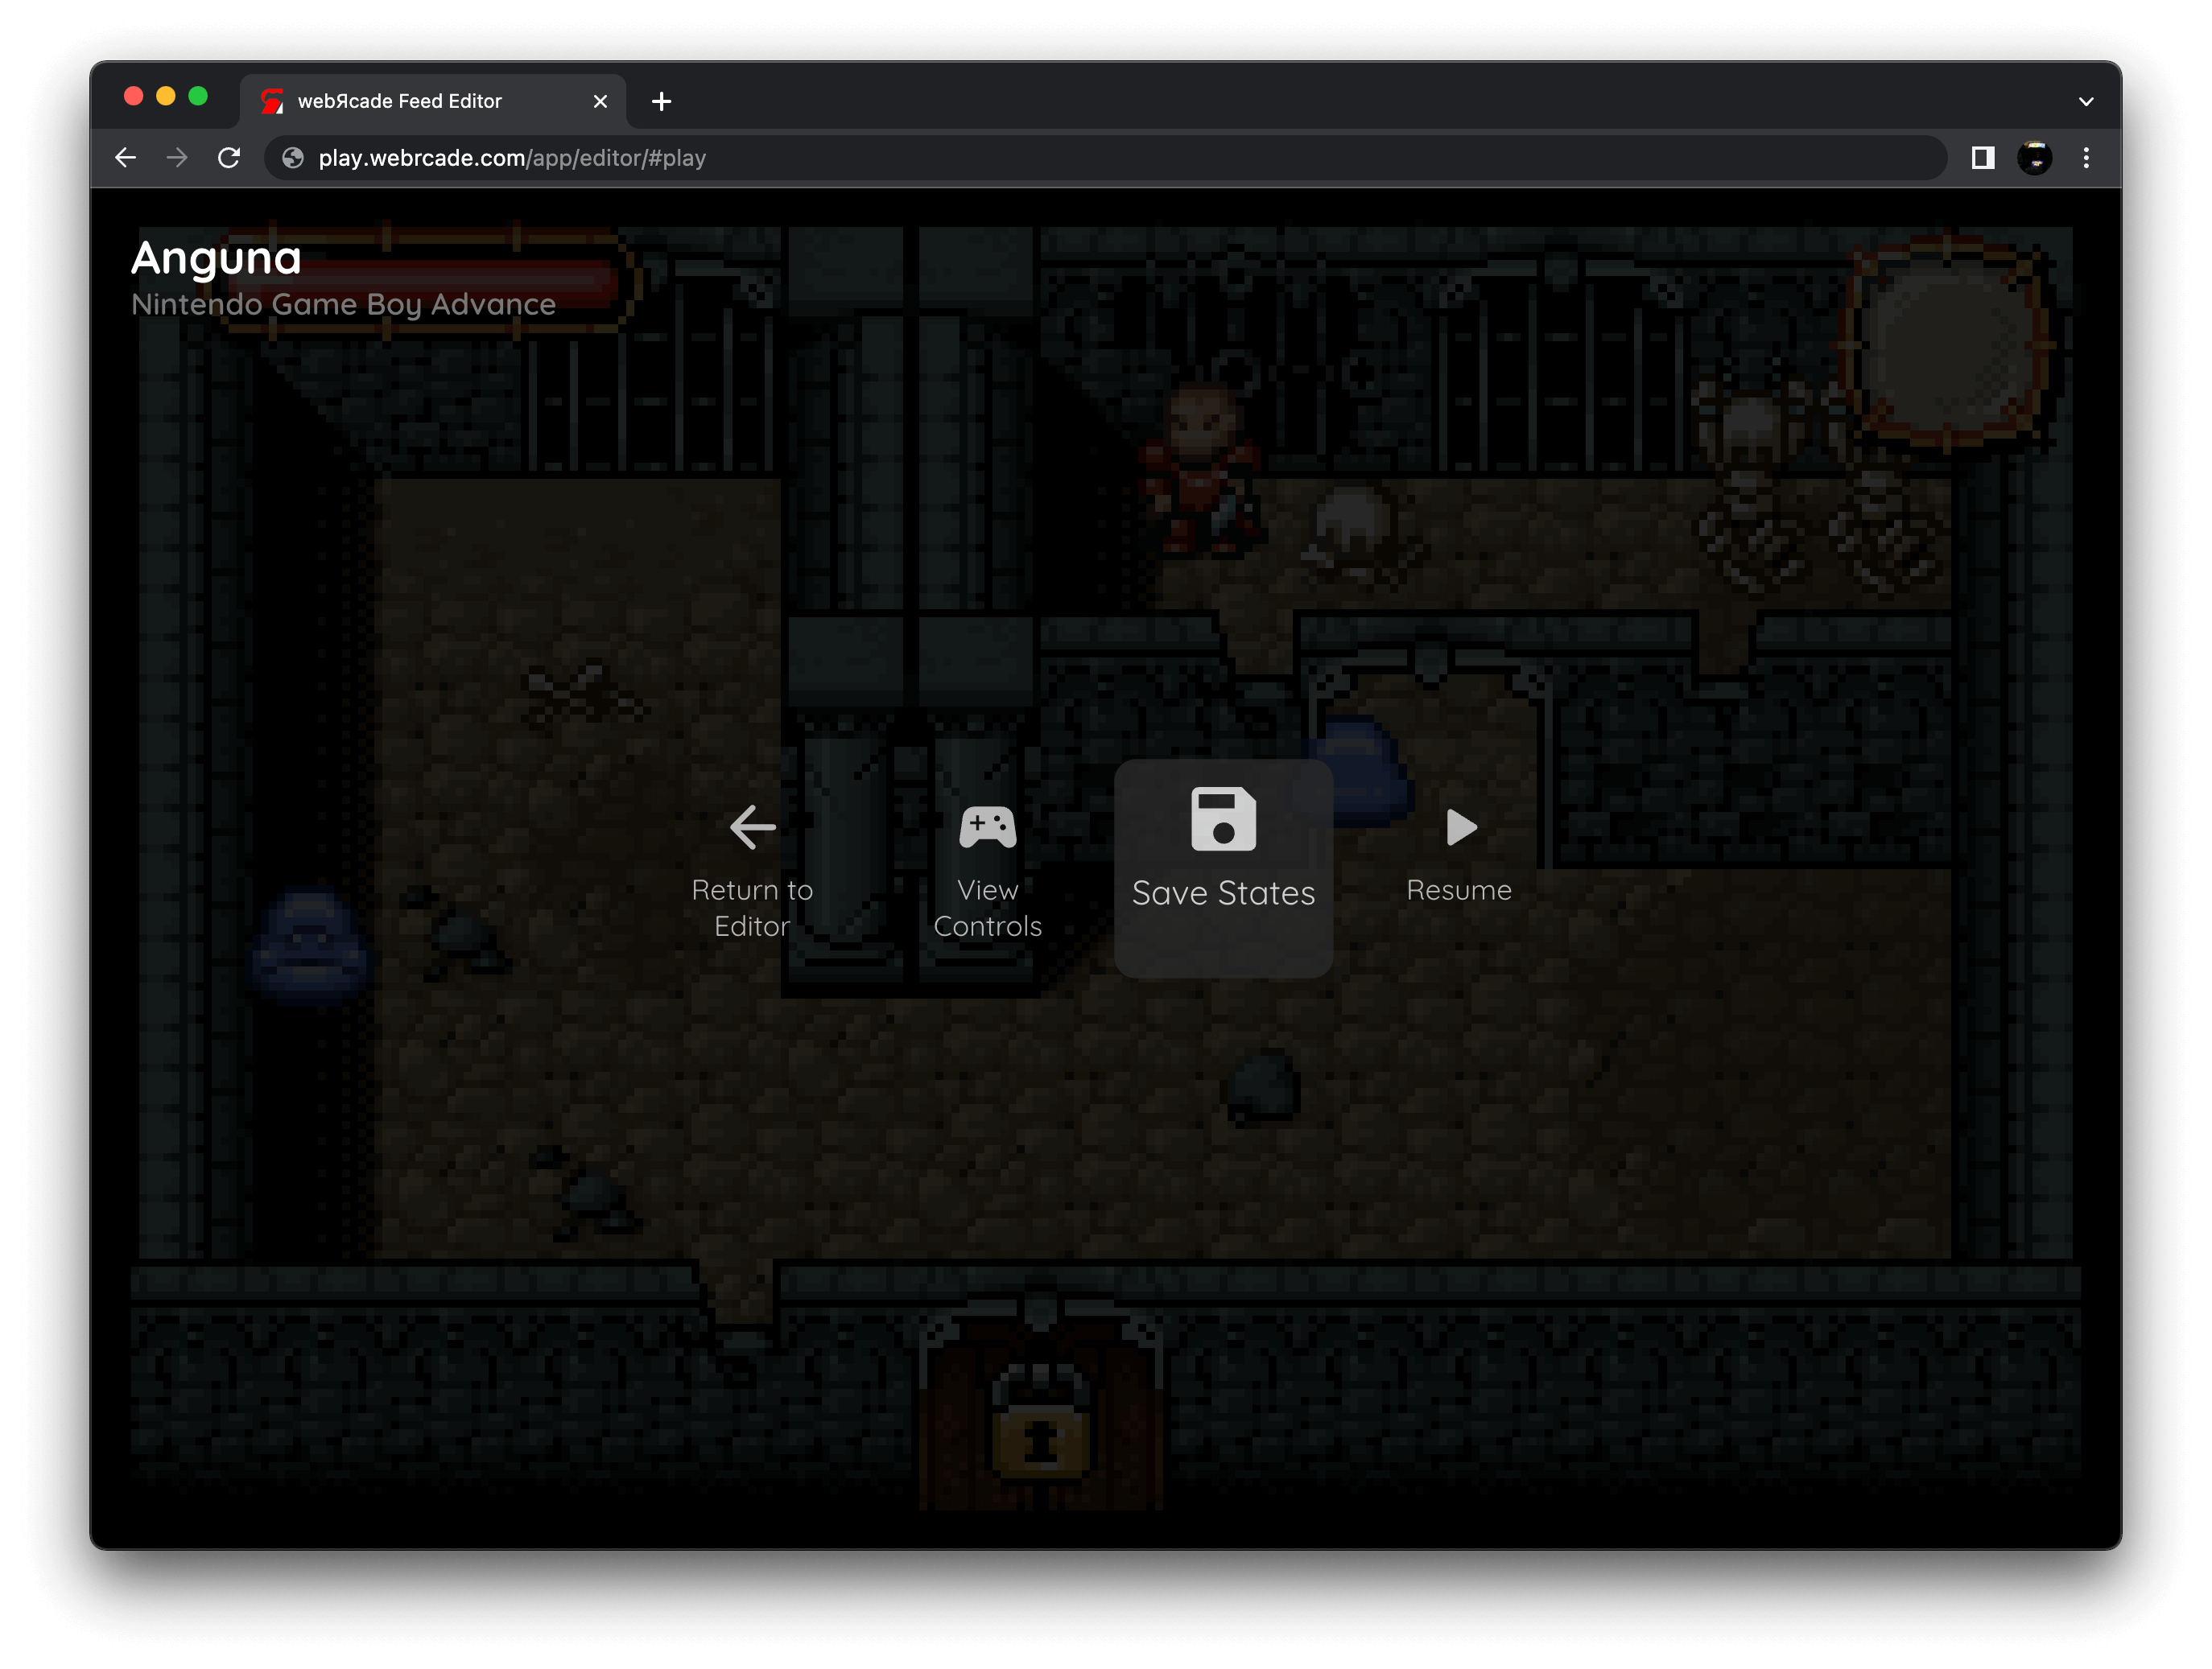 webЯcade Feed Editor
play.webrcade.com/app/editor/#play
Anguna
Nintendo Game Boy Advance
Return to
Editor
View
Controls
Save States
Resume